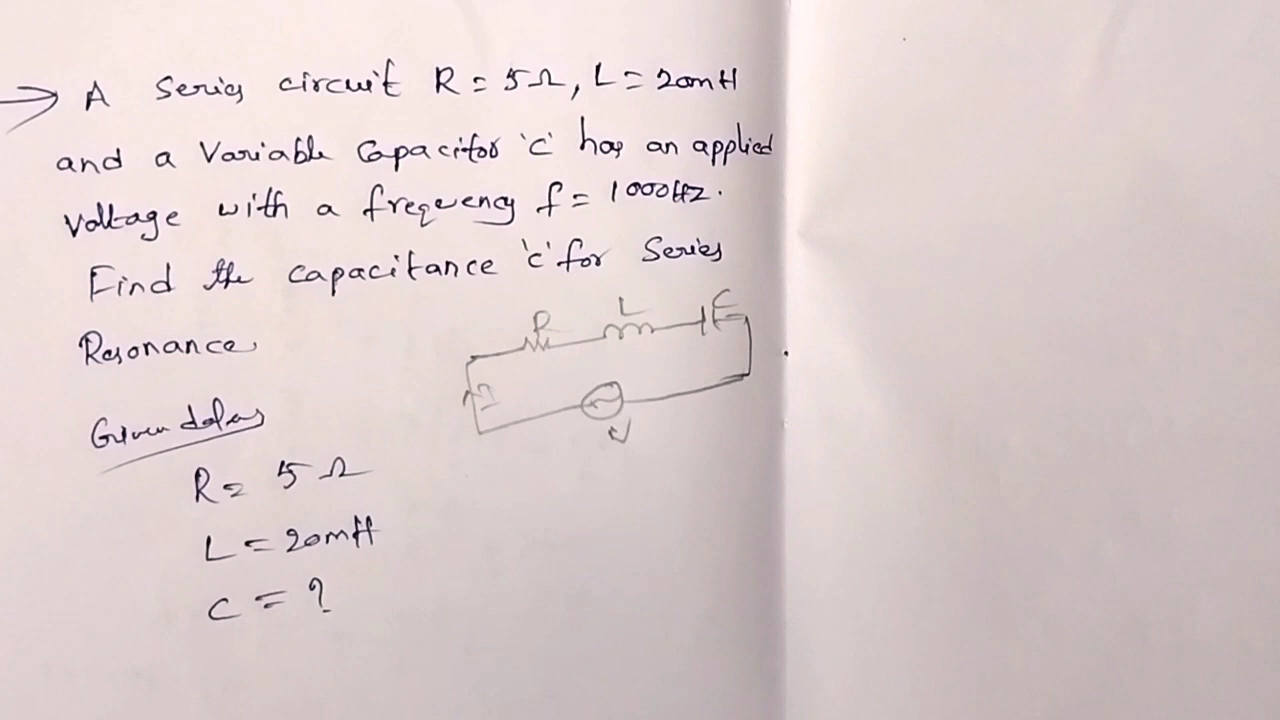 → A Series circuit R = 5Ω, L = 20mH
and a Variable Capacitor 'c' has an applied
Voltage with a frequency f = 1000HZ.
Find the capacitance 'c' for Series
Resonance
R L C
Given data
V
R = 5 Ω
L = 20mH
C = ?